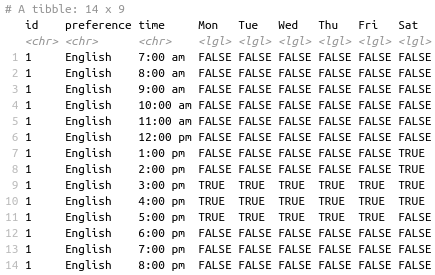 # A tibble: 14 x 9
id preference time Mon Tue Wed Thu Fri Sat
<chr> <chr> <chr> <lgl> <lgl> <lgl> <lgl> <lgl> <lgl>
1 1 English 7:00 am FALSE FALSE FALSE FALSE FALSE FALSE
2 1 English 8:00 am FALSE FALSE FALSE FALSE FALSE FALSE
3 1 English 9:00 am FALSE FALSE FALSE FALSE FALSE FALSE
4 1 English 10:00 am FALSE FALSE FALSE FALSE FALSE FALSE
5 1 English 11:00 am FALSE FALSE FALSE FALSE FALSE FALSE
6 1 English 12:00 pm FALSE FALSE FALSE FALSE FALSE FALSE
7 1 English 1:00 pm FALSE FALSE FALSE FALSE FALSE TRUE
8 1 English 2:00 pm FALSE FALSE FALSE FALSE FALSE TRUE
9 1 English 3:00 pm TRUE TRUE TRUE TRUE TRUE TRUE
10 1 English 4:00 pm TRUE TRUE TRUE TRUE TRUE TRUE
11 1 English 5:00 pm TRUE TRUE TRUE TRUE TRUE FALSE
12 1 English 6:00 pm FALSE FALSE FALSE FALSE FALSE FALSE
13 1 English 7:00 pm FALSE FALSE FALSE FALSE FALSE FALSE
14 1 English 8:00 pm FALSE FALSE FALSE FALSE FALSE FALSE